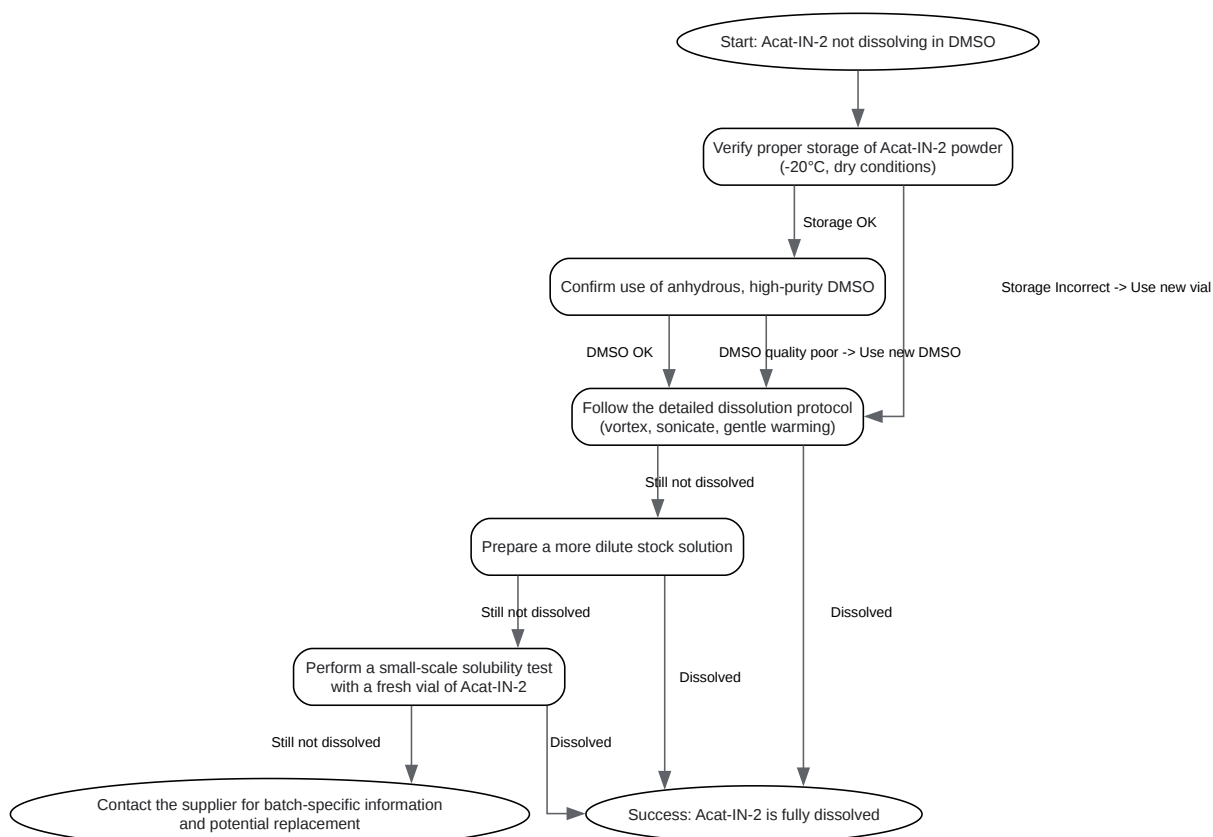 Start: Acat-IN-2 not dissolving in DMSO
Verify proper storage of Acat-IN-2 powder
(-20°C, dry conditions)
Storage OK
Confirm use of anhydrous, high-purity DMSO
Storage Incorrect -> Use new vial
DMSO OK
DMSO quality poor -> Use new DMSO
Follow the detailed dissolution protocol
(vortex, sonicate, gentle warming)
Still not dissolved
Prepare a more dilute stock solution
Still not dissolved
Dissolved
Perform a small-scale solubility test
with a fresh vial of Acat-IN-2
Dissolved
Still not dissolved
Dissolved
Contact the supplier for batch-specific information
and potential replacement
Success: Acat-IN-2 is fully dissolved